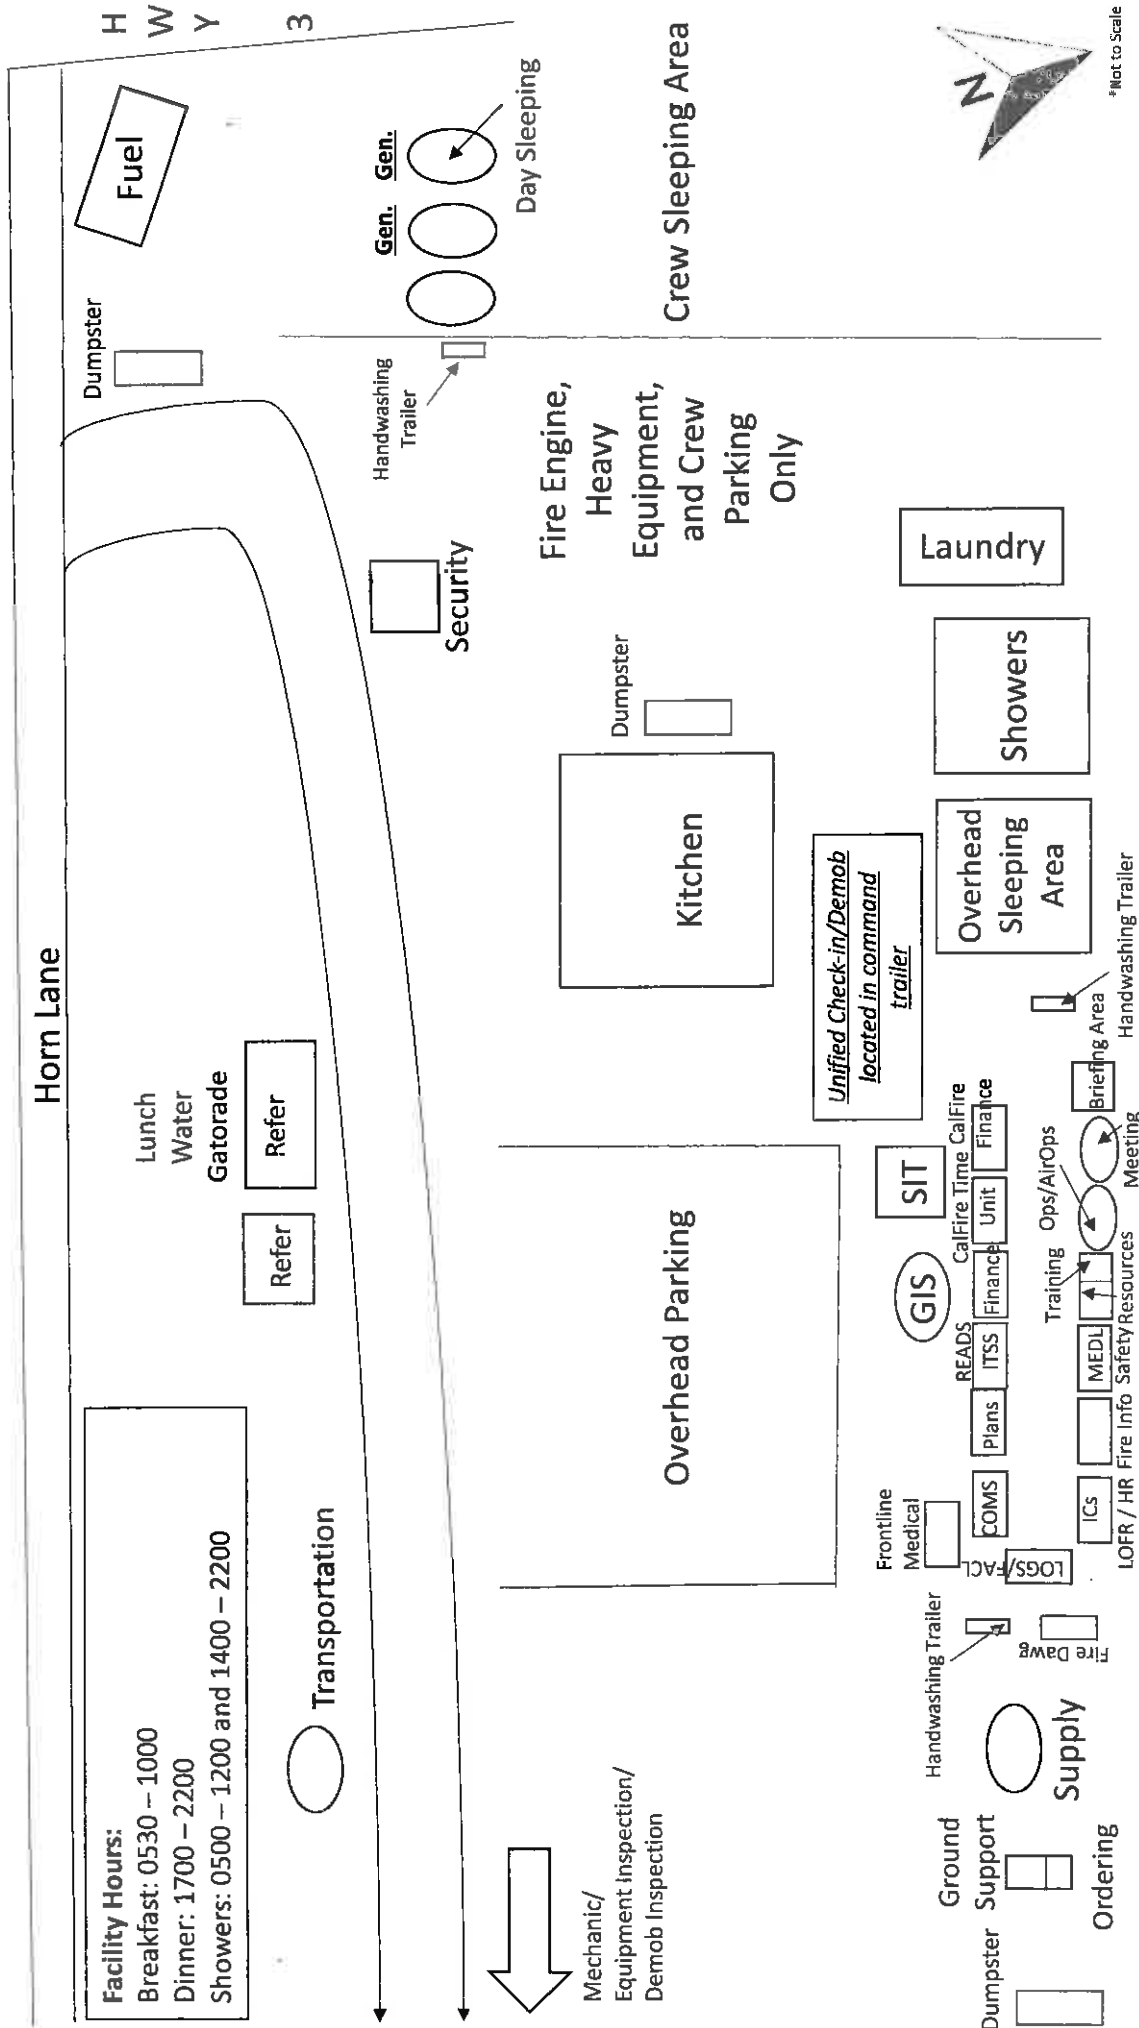 Horn Lane
H
W
Y
3
Facility Hours:
Breakfast: 0530 – 1000
Dinner: 1700 – 2200
Showers: 0500 – 1200 and 1400 – 2200
Lunch
Water
Gatorade
Refer
Refer
Dumpster
Fuel
Transportation
Handwashing
Trailer
Gen.
Gen.
Day Sleeping
Security
Mechanic/
Equipment Inspection/
Demob Inspection
Overhead Parking
Kitchen
Dumpster
Fire Engine,
Heavy
Equipment,
and Crew
Parking
Only
Crew Sleeping Area
Unified Check-in/Demob
located in command
trailer
Laundry
Showers
Overhead
Sleeping
Area
Handwashing Trailer
Frontline
Medical
GIS
SIT
READS
CalFire Time
CalFire
COMS
Plans
ITSS
Finance
Unit
Finance
LOGS/FACL
Handwashing Trailer
Fire Dawg
Supply
Ground
Support
Ordering
Dumpster
Training
Ops/AirOps
Briefing Area
ICs
MEDL
LOFR / HR
Fire Info
Safety
Resources
Meeting
N
*Not to Scale